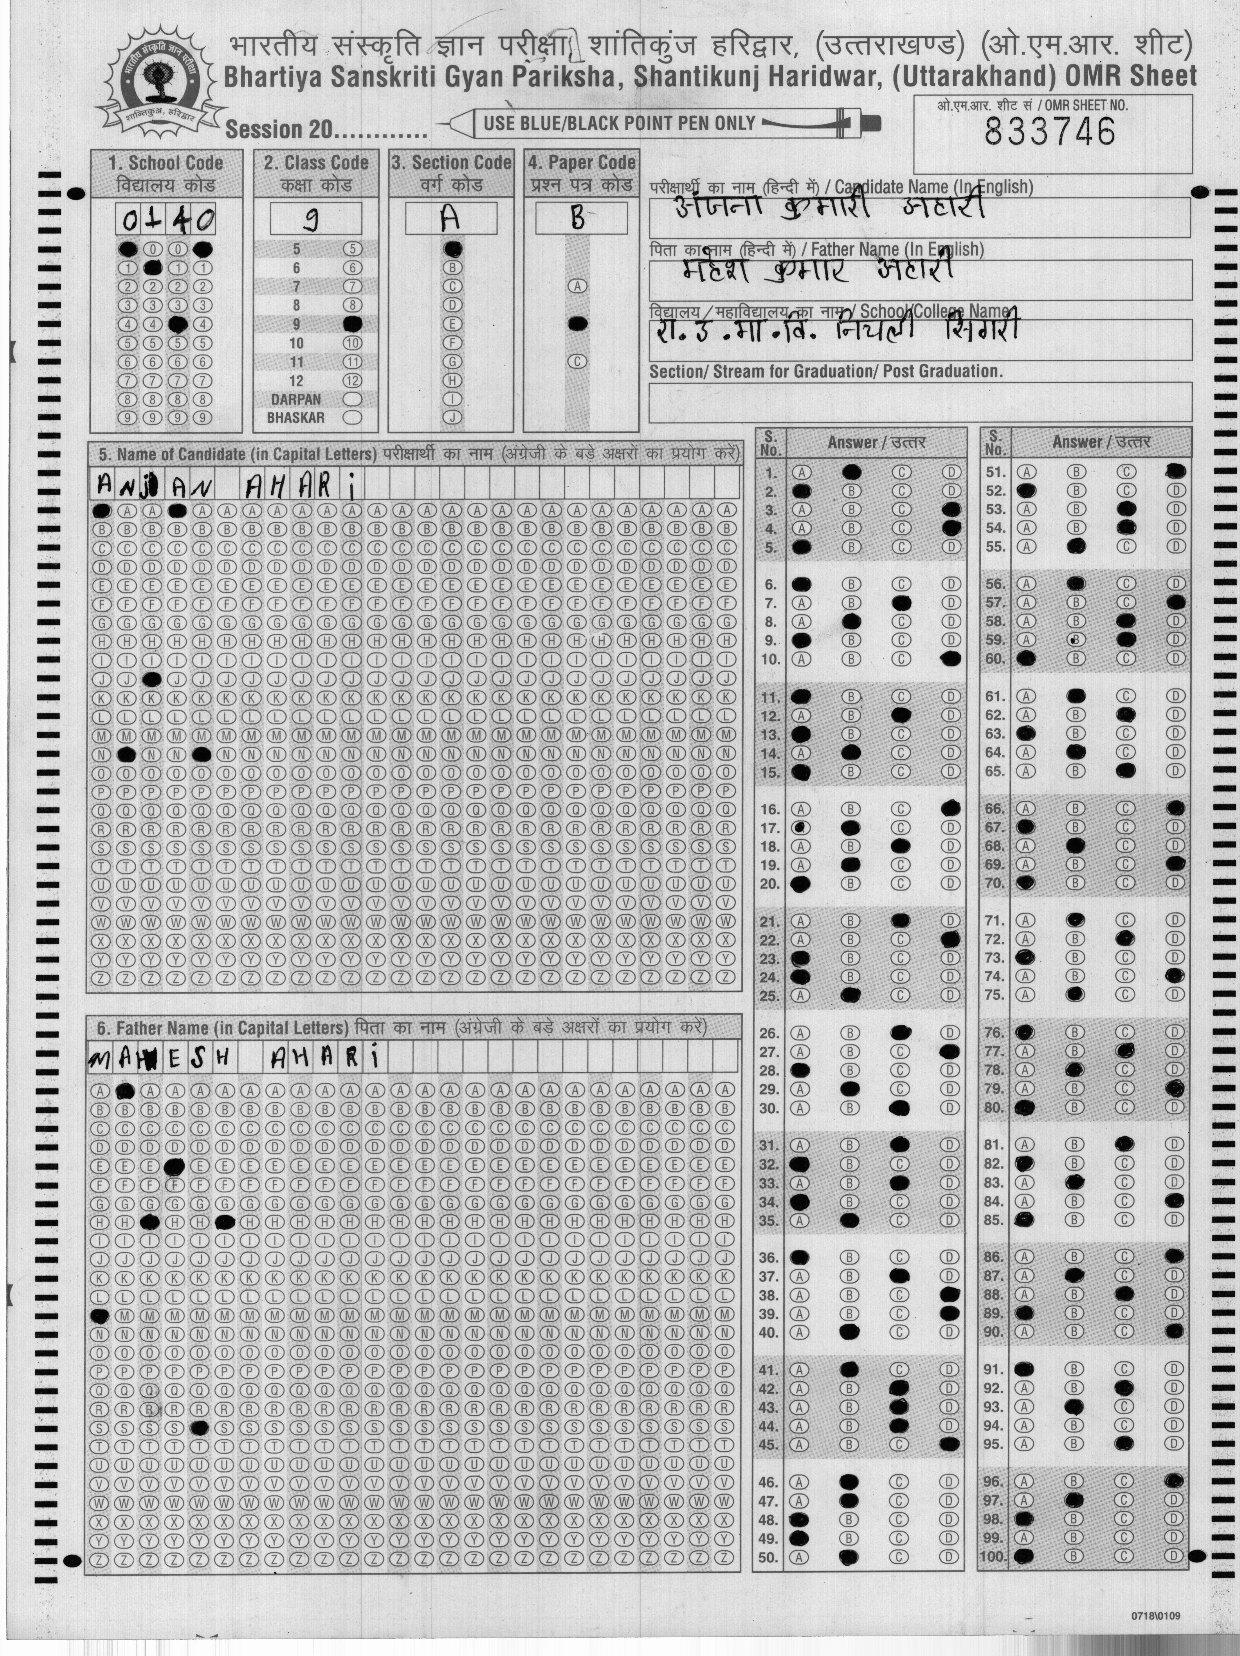 भारतीय संस्कृति ज्ञान परीक्षा, शांतिकुंज हरिद्वार, (उत्तराखण्ड) (ओ.एम.आर. शीट)
Bhartiya Sanskriti Gyan Pariksha, Shantikunj Haridwar, (Uttarakhand) OMR Sheet
Session 20............
USE BLUE/BLACK POINT PEN ONLY
ओ.एम.आर. शीट सं / OMR SHEET NO.
833746
1. School Code
विद्यालय कोड
0140
2. Class Code
कक्षा कोड
9
3. Section Code
वर्ग कोड
A
4. Paper Code
प्रश्न पत्र कोड
B
5
6
7
8
9
10
11
12
DARPAN
BHASKAR
परीक्षार्थी का नाम (हिन्दी में) / Candidate Name (In English)
अंजना कुमारी अहारी
पिता का नाम (हिन्दी में) / Father Name (In English)
महेश कुमार अहारी
विद्यालय / महाविद्यालय का नाम / School/College Name
रा.उ.मा.वि. निचली सिगरी
Section/ Stream for Graduation/ Post Graduation.
5. Name of Candidate (in Capital Letters) परीक्षार्थी का नाम (अंग्रेजी के बड़े अक्षरों का प्रयोग करें)
ANJAN AHARi
6. Father Name (in Capital Letters) पिता का नाम (अंग्रेजी के बड़े अक्षरों का प्रयोग करें)
MAHESH AHARi
S. No.
Answer / उत्तर
S. No.
Answer / उत्तर
0718\0109